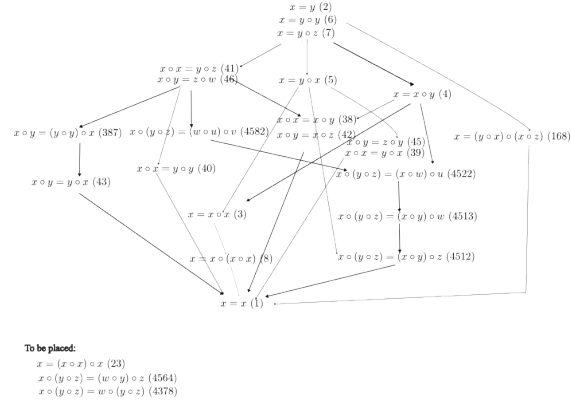 x = y (2)
x = y ∘ y (6)
x = y ∘ z (7)
x ∘ x = y ∘ z (41)
x ∘ y = z ∘ w (46)
x = y ∘ x (5)
x = x ∘ y (4)
x ∘ x = x ∘ y (38)
x ∘ y = (y ∘ y) ∘ x (387)
x ∘ (y ∘ z) = (w ∘ u) ∘ v (4582)
x ∘ y = x ∘ z (42)
x = (y ∘ x) ∘ (x ∘ z) (168)
x ∘ y = z ∘ y (45)
x ∘ x = y ∘ x (39)
x ∘ x = y ∘ y (40)
x ∘ (y ∘ z) = (x ∘ w) ∘ u (4522)
x ∘ y = y ∘ x (43)
x = x ∘ x (3)
x ∘ (y ∘ z) = (x ∘ y) ∘ w (4513)
x = x ∘ (x ∘ x) (8)
x ∘ (y ∘ z) = (x ∘ y) ∘ z (4512)
x = x (1)
To be placed:
x = (x ∘ x) ∘ x (23)
x ∘ (y ∘ z) = (w ∘ y) ∘ z (4564)
x ∘ (y ∘ z) = w ∘ (y ∘ z) (4378)